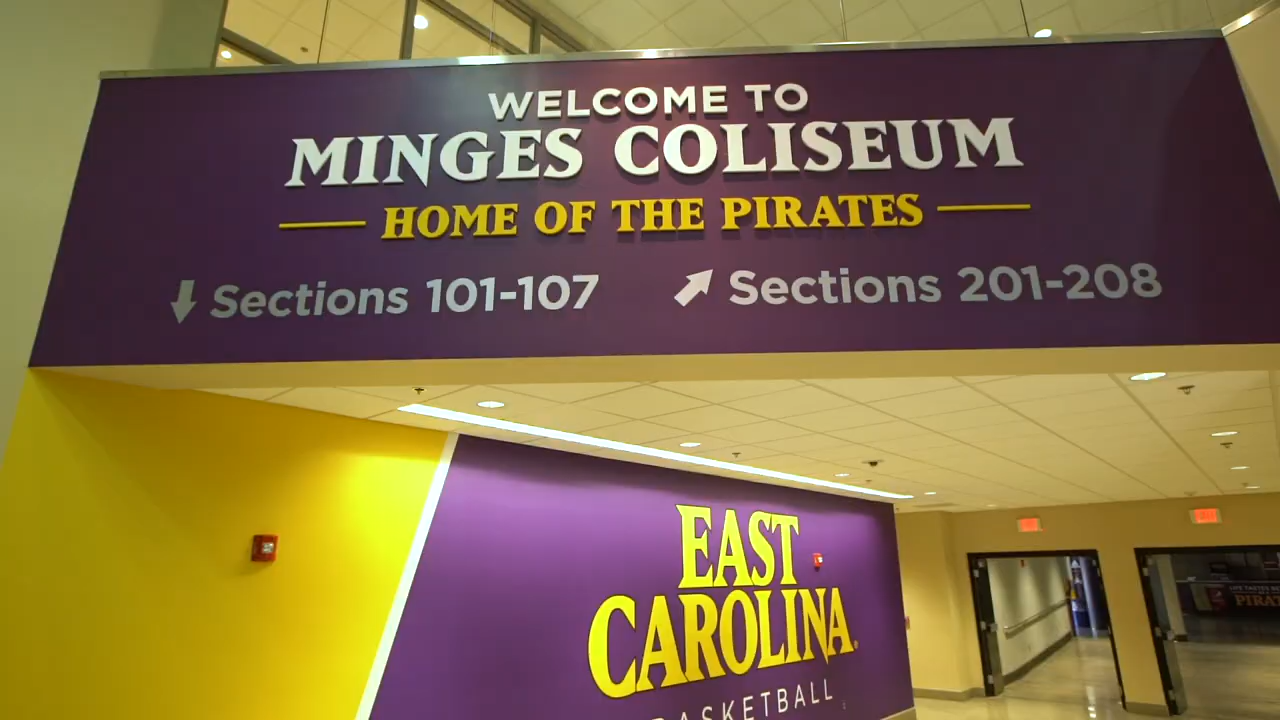 WELCOME TO
MINGES COLISEUM
HOME OF THE PIRATES
Sections 101-107
Sections 201-208
EAST
CAROLINA
BASKETBALL